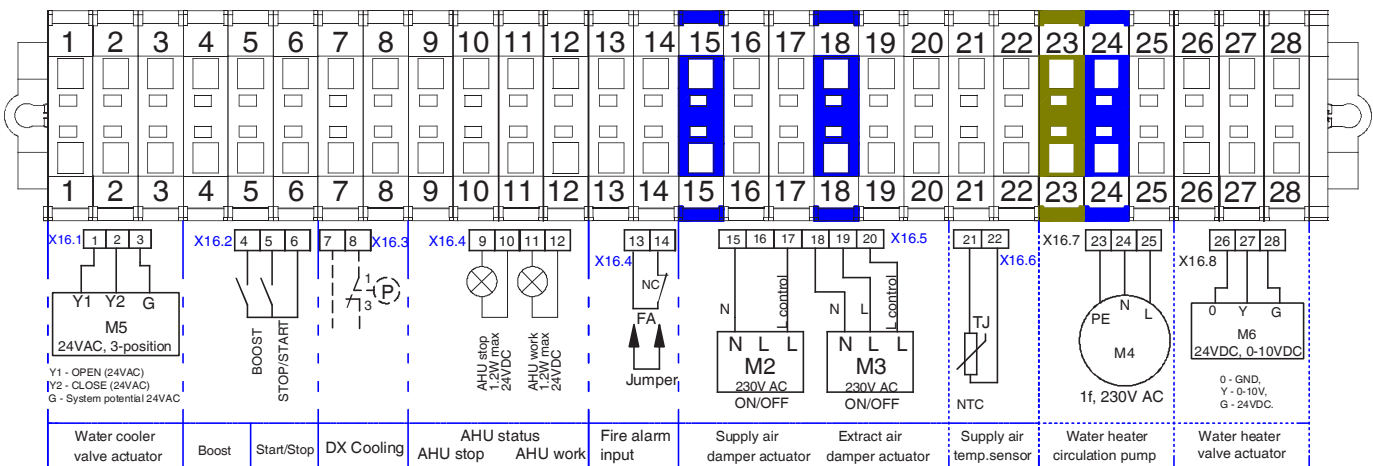 1 2 3 4 5 6 7 8 9 10 11 12 13 14 15 16 17 18 19 20 21 22 23 24 25 26 27 28
1 2 3 4 5 6 7 8 9 10 11 12 13 14 15 16 17 18 19 20 21 22 23 24 25 26 27 28
X16.1 1 2 3
Y1 Y2 G
M5
24VAC, 3-position
Y1 - OPEN (24VAC)
Y2 - CLOSE (24VAC)
G - System potential 24VAC
Water cooler
valve actuator
X16.2 4 5 6
BOOST
STOP/START
Boost
Start/Stop
7 8 X16.3
1
3
P
DX Cooling
X16.4 9 10 11 12
AHU stop
1.2W max
24VDC
AHU work
1.2W max
24VDC
AHU status
AHU stop AHU work
13 14
X16.4
NC
FA
Jumper
Fire alarm
input
15 16 17 18 19 20 X16.5
N L control N L L control
N L L
M2
230V AC
ON/OFF
N L L
M3
230V AC
ON/OFF
Supply air
damper actuator
Extract air
damper actuator
21 22
X16.6
TJ
NTC
Supply air
temp.sensor
X16.7 23 24 25
PE N L
M4
1f, 230V AC
Water heater
circulation pump
26 27 28
X16.8
0 Y G
M6
24VDC, 0-10VDC
0 - GND,
Y - 0-10V,
G - 24VDC.
Water heater
valve actuator